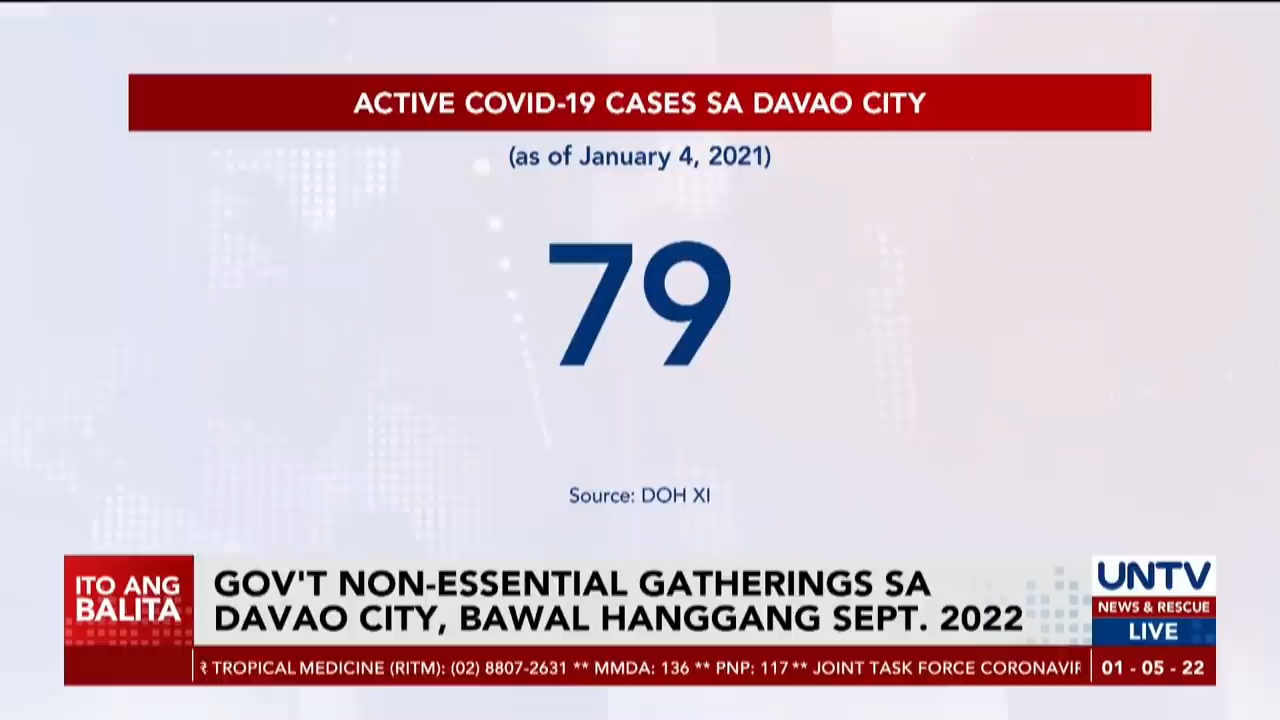 ACTIVE COVID-19 CASES SA DAVAO CITY
(as of January 4, 2021)
79
Source: DOH XI
ITO ANG
BALITA
GOV'T NON-ESSENTIAL GATHERINGS SA
DAVAO CITY, BAWAL HANGGANG SEPT. 2022
UNTV
NEWS & RESCUE
LIVE
TROPICAL MEDICINE (RITM): (02) 8807-2631 ** MMDA: 136 ** PNP: 117 ** JOINT TASK FORCE CORONAVIR
01 - 05 - 22